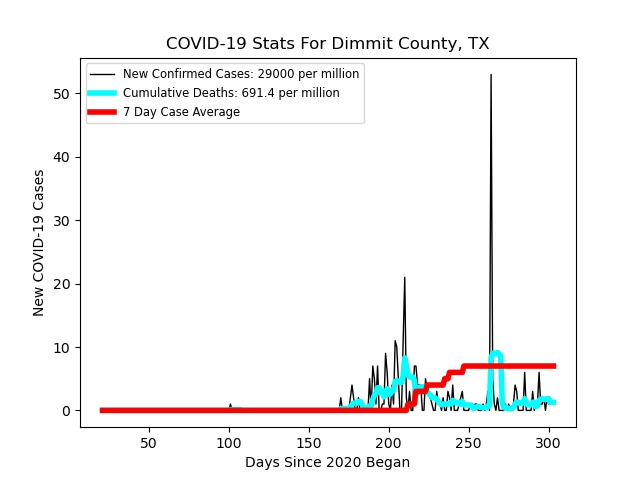 COVID-19 Stats For Dimmit County, TX
New Confirmed Cases: 29000 per million
Cumulative Deaths: 691.4 per million
7 Day Case Average
New COVID-19 Cases
50
40
30
20
10
0
50
100
150
200
250
300
Days Since 2020 Began